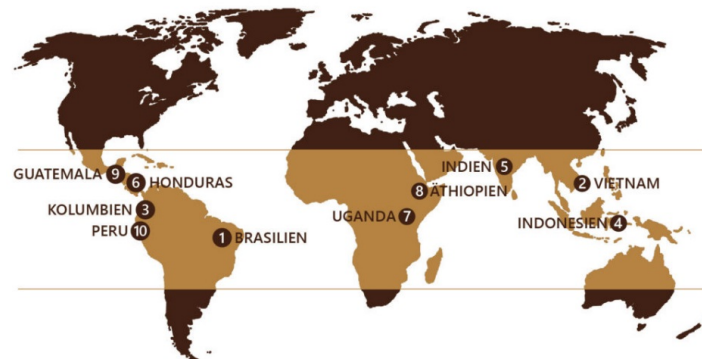 GUATEMALA 9
6 HONDURAS
KOLUMBIEN 3
PERU 10
1 BRASILIEN
INDIEN 5
8 ÄTHIOPIEN
UGANDA 7
2 VIETNAM
INDONESIEN 4